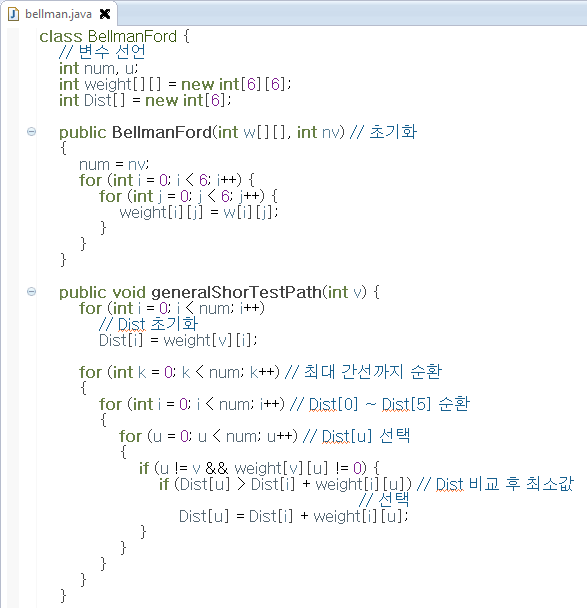 bellman.java
class BellmanFord {
// 변수 선언
int num, u;
int weight[][] = new int[6][6];
int Dist[] = new int[6];
public BellmanFord(int w[][], int nv) // 초기화
{
num = nv;
for (int i = 0; i < 6; i++) {
for (int j = 0; j < 6; j++) {
weight[i][j] = w[i][j];
}
}
}
public void generalShorTestPath(int v) {
for (int i = 0; i < num; i++)
// Dist 초기화
Dist[i] = weight[v][i];
for (int k = 0; k < num; k++) // 최대 간선까지 순환
{
for (int i = 0; i < num; i++) // Dist[0] ~ Dist[5] 순환
{
for (u = 0; u < num; u++) // Dist[u] 선택
{
if (u != v && weight[v][u] != 0) {
if (Dist[u] > Dist[i] + weight[i][u]) // Dist 비교 후 최소값
// 선택
Dist[u] = Dist[i] + weight[i][u];
}
}
}
}
}